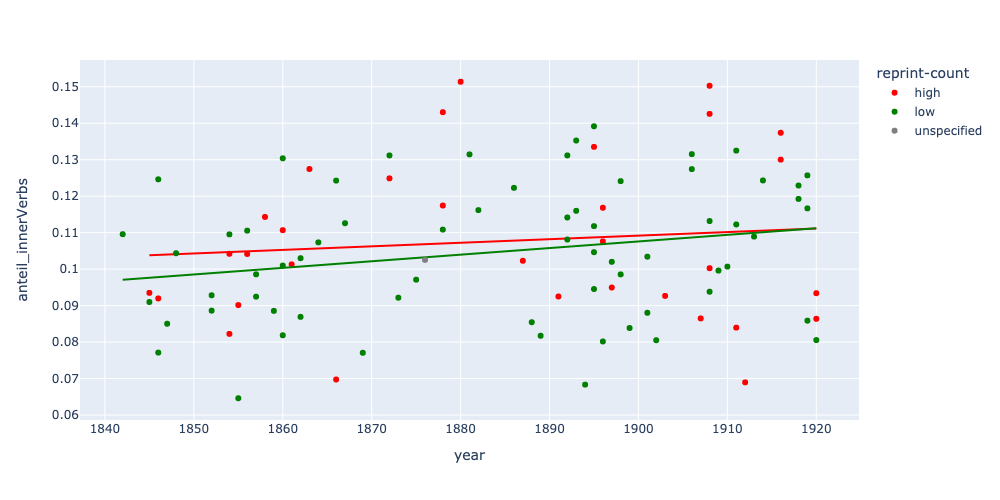 reprint-count
high
low
unspecified
anteil_innerVerbs
0.15
0.14
0.13
0.12
0.11
0.1
0.09
0.08
0.07
0.06
1840 1850 1860 1870 1880 1890 1900 1910 1920
year